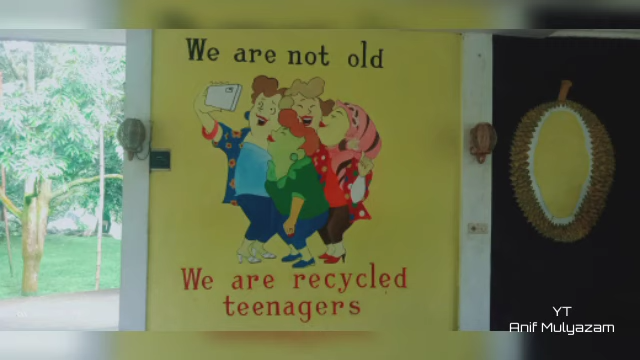 We are not old
We are recycled
teenagers
YT
Anif Mulyazam